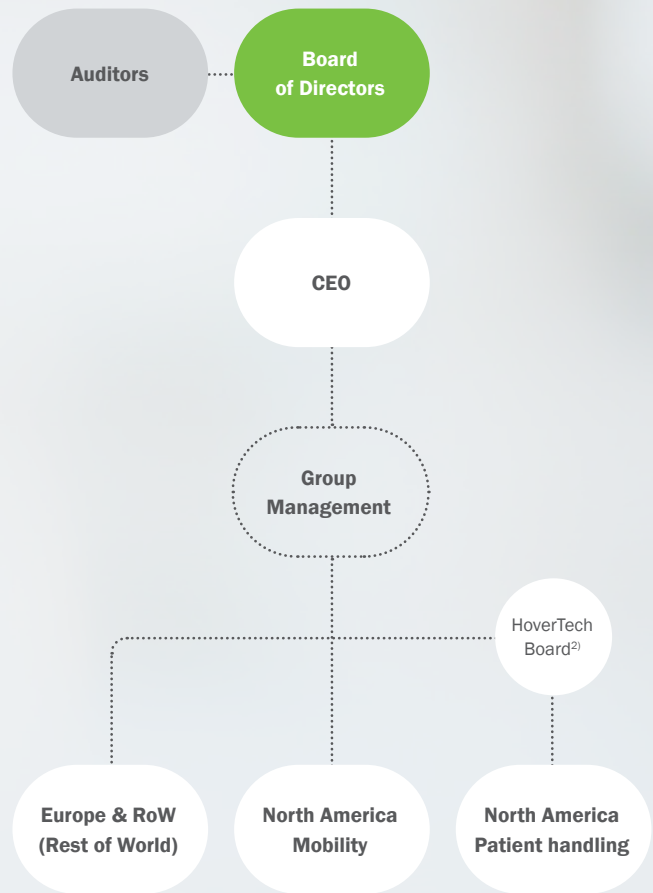 Auditors
Board
of Directors
CEO
Group
Management
HoverTech
Board²⁾
Europe & RoW
(Rest of World)
North America
Mobility
North America
Patient handling